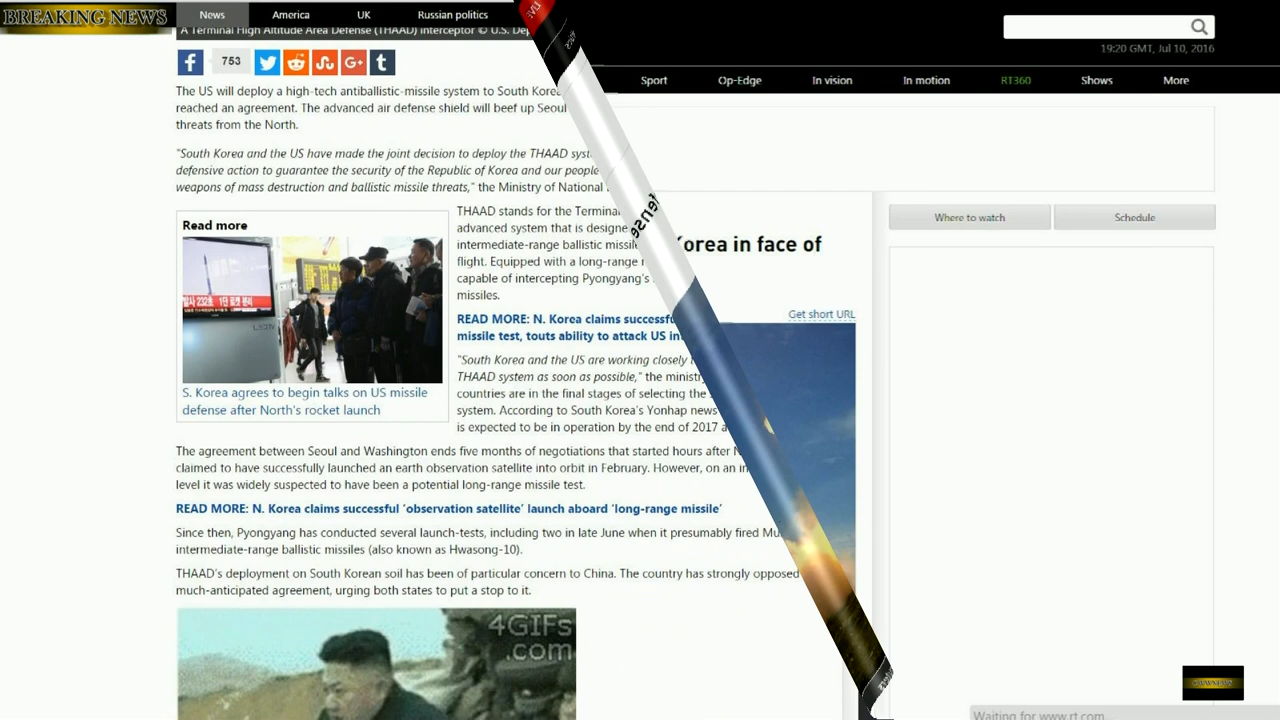 BREAKING NEWS
News America UK Russian politics
Sport Op-Edge In vision In motion RT360 Shows More
19:20 GMT, Jul 10, 2016
A Terminal High Altitude Area Defense (THAAD) interceptor © U.S.
753
The US will deploy a high-tech antiballistic-missile system to South
reached an agreement. The advanced air defense shield will beef up Seoul
threats from the North.
"South Korea and the US have made the joint decision to deploy the THAAD
defensive action to guarantee the security of the Republic of Korea and our people
weapons of mass destruction and ballistic missile threats," the Ministry of National
Read more
발사 232초 1단 로켓 분리
S. Korea agrees to begin talks on US missile
defense after North's rocket launch
THAAD stands for the Terminal
advanced system that is
intermediate-range ballistic
flight. Equipped with a long-range
capable of intercepting Pyongyang's
missiles.
READ MORE: N. Korea claims
missile test, touts ability to attack US
"South Korea and the US are working closely
THAAD system as soon as possible," the
countries are in the final stages of selecting the
system. According to South Korea's Yonhap news
is expected to be in operation by the end of 2017
The agreement between Seoul and Washington ends five months of negotiations that started hours after
claimed to have successfully launched an earth observation satellite into orbit in February. However, on an
level it was widely suspected to have been a potential long-range missile test.
READ MORE: N. Korea claims successful 'observation satellite' launch aboard 'long-range missile'
Since then, Pyongyang has conducted several launch-tests, including two in late June when it presumably fired
intermediate-range ballistic missiles (also known as Hwasong-10).
THAAD's deployment on South Korean soil has been of particular concern to China. The country has strongly opposed
much-anticipated agreement, urging both states to put a stop to it.
4GIFs
.com
Korea in face of
Get short URL
Where to watch Schedule
Waiting for www.rt.com...